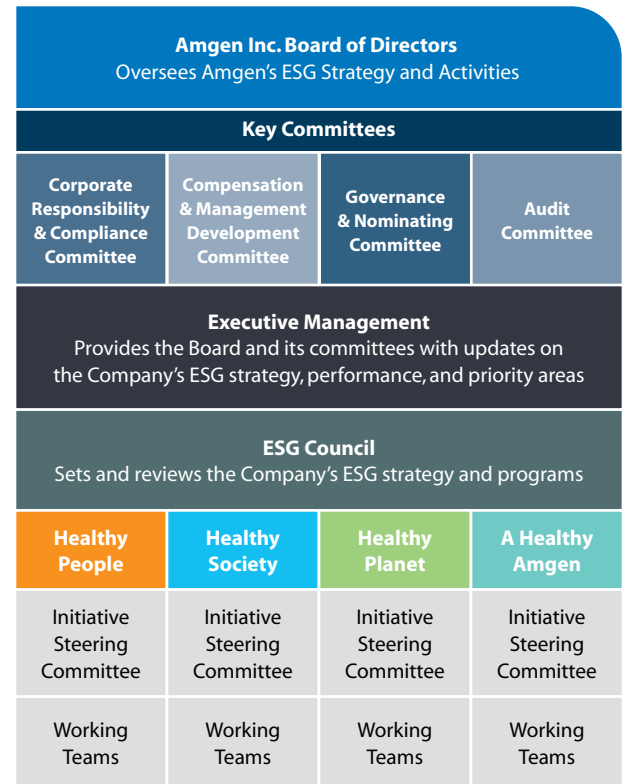 Amgen Inc. Board of Directors
Oversees Amgen’s ESG Strategy and Activities
Key Committees
Corporate
Responsibility
& Compliance
Committee
Compensation
& Management
Development
Committee
Governance
& Nominating
Committee
Audit
Committee
Executive Management
Provides the Board and its committees with updates on
the Company’s ESG strategy, performance, and priority areas
ESG Council
Sets and reviews the Company’s ESG strategy and programs
Healthy
People
Healthy
Society
Healthy
Planet
A Healthy
Amgen
Initiative
Steering
Committee
Initiative
Steering
Committee
Initiative
Steering
Committee
Initiative
Steering
Committee
Working
Teams
Working
Teams
Working
Teams
Working
Teams